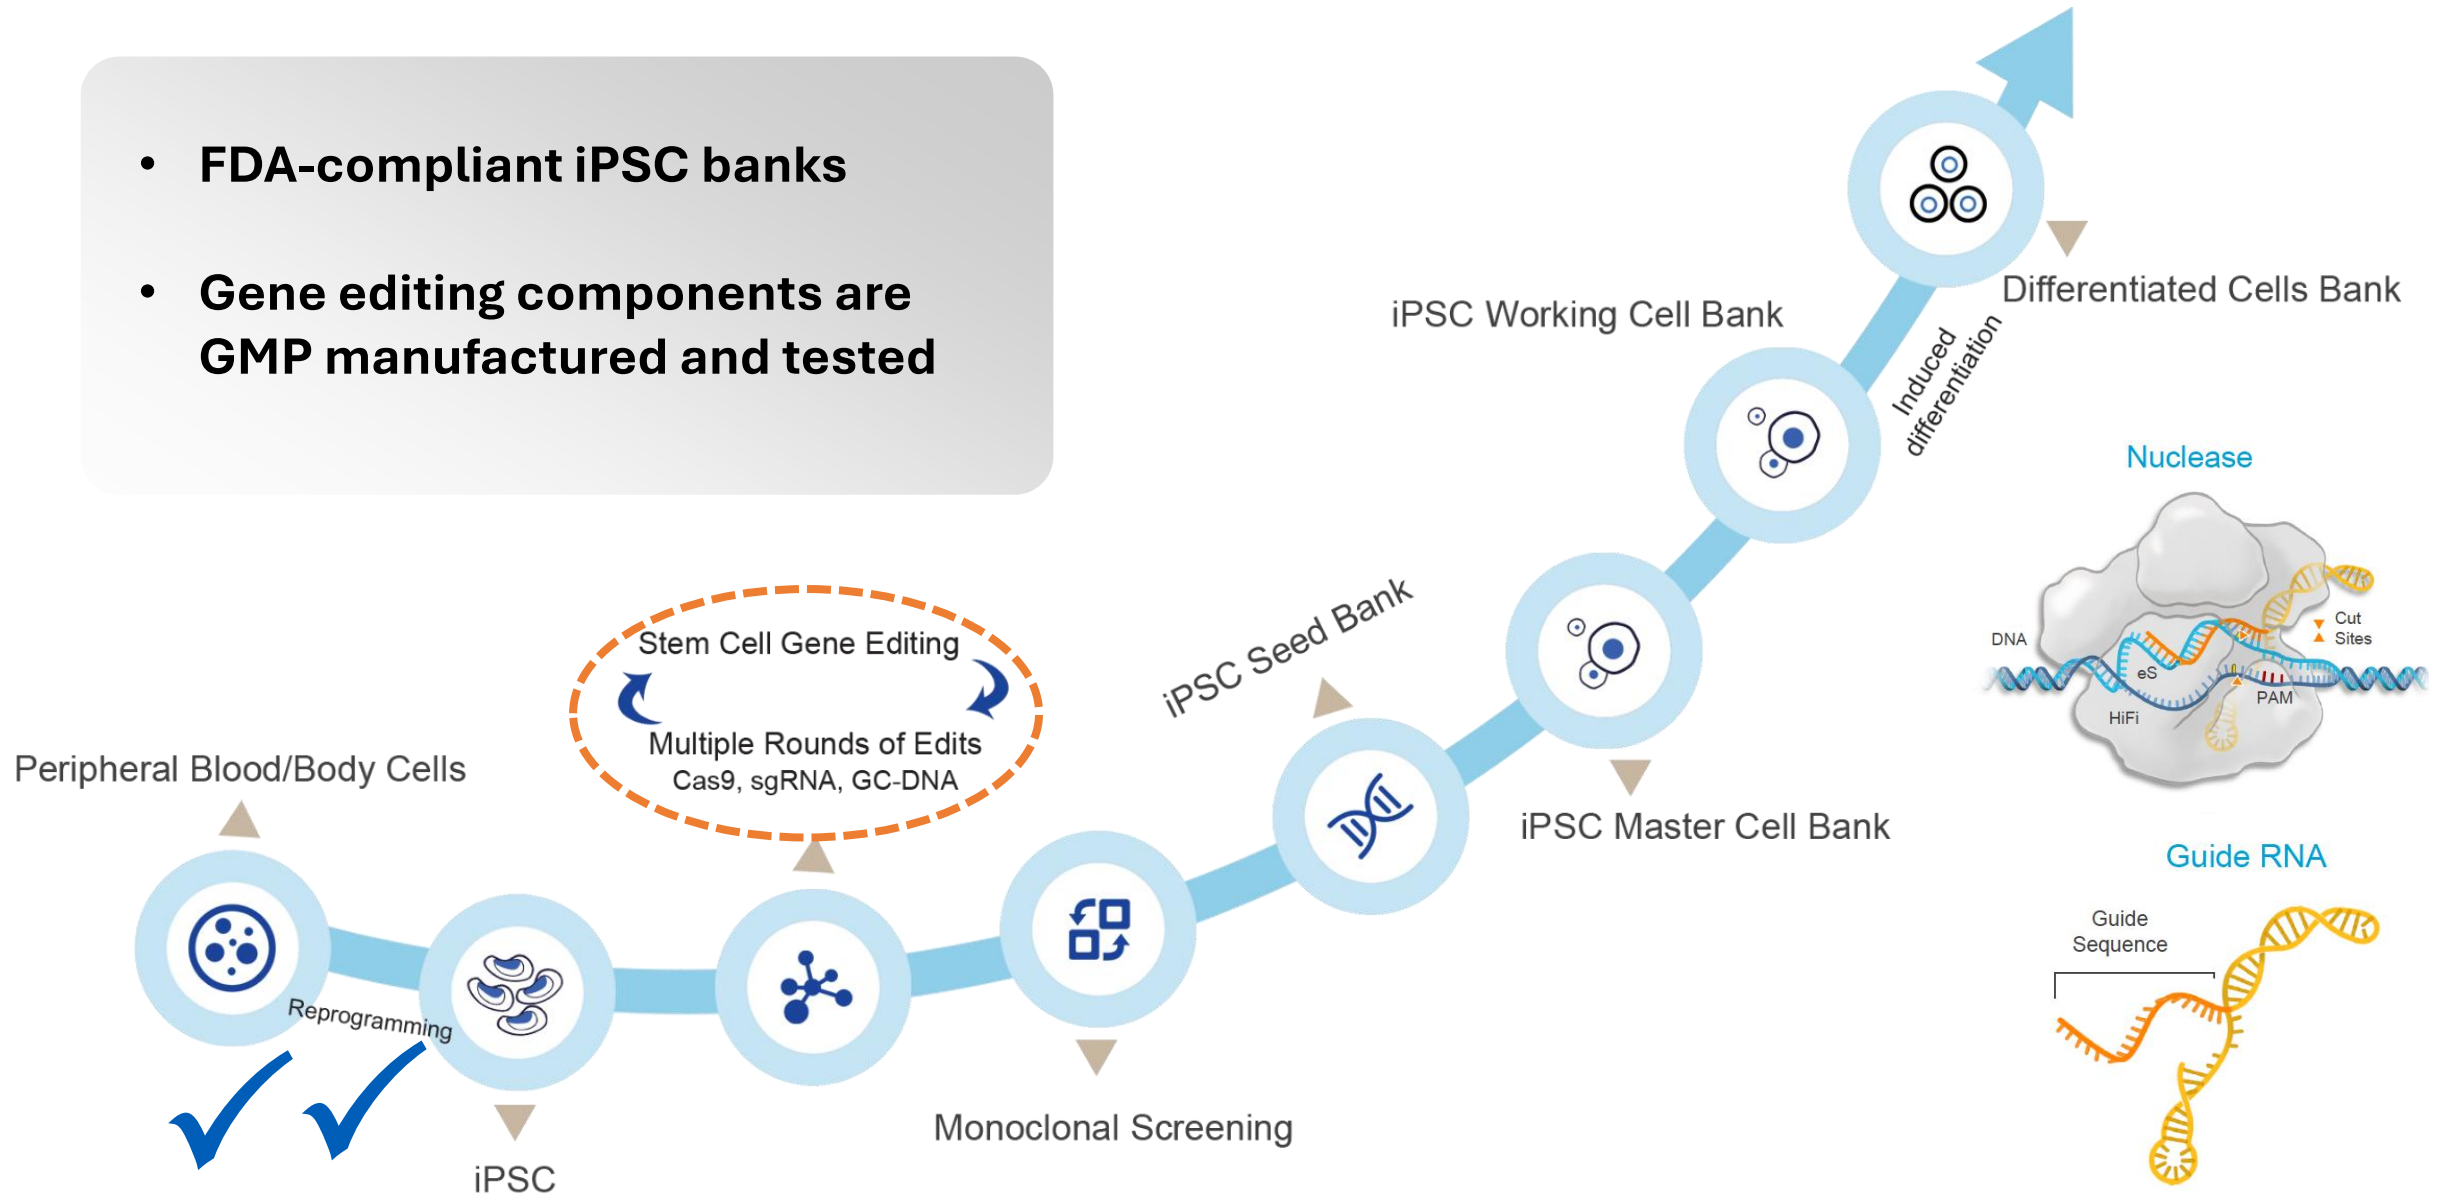 • FDA-compliant iPSC banks
• Gene editing components are
GMP manufactured and tested
Peripheral Blood/Body Cells
Reprogramming
iPSC
Stem Cell Gene Editing
Multiple Rounds of Edits
Cas9, sgRNA, GC-DNA
Monoclonal Screening
iPSC Seed Bank
iPSC Master Cell Bank
iPSC Working Cell Bank
Induced
differentiation
Differentiated Cells Bank
Nuclease
DNA
Cut
Sites
eS
PAM
HiFi
Guide RNA
Guide
Sequence